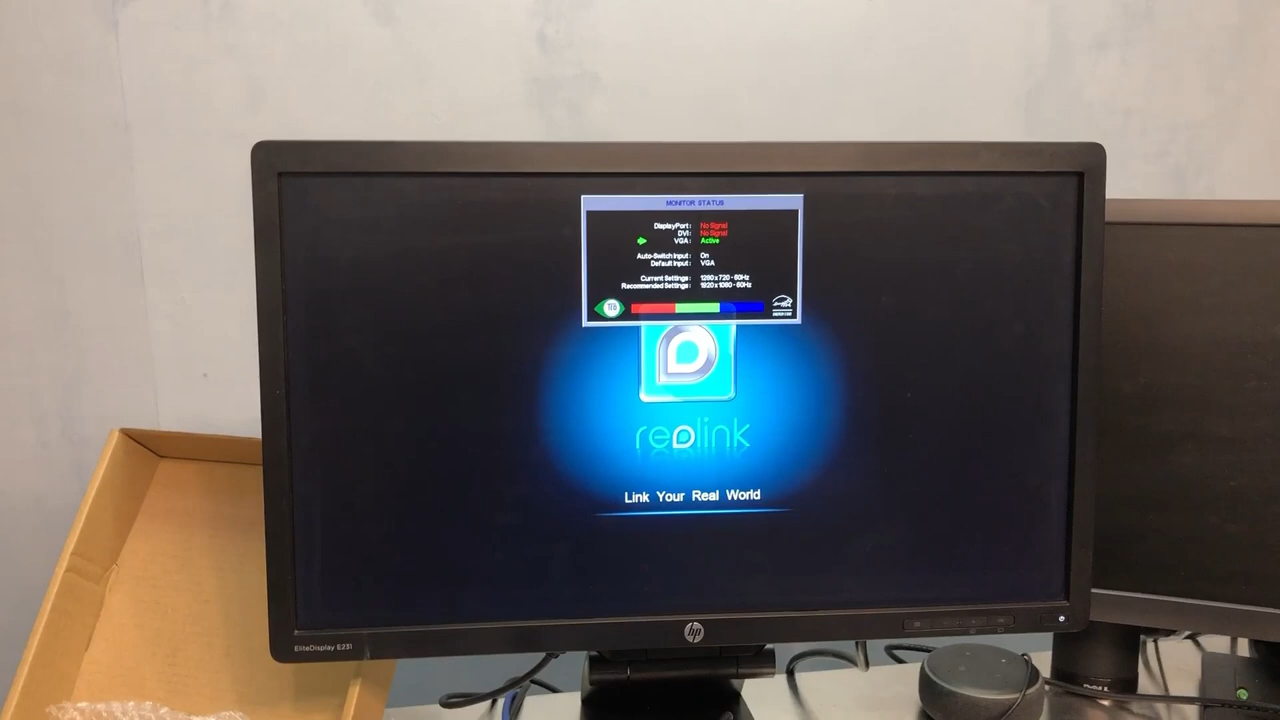 MONITOR STATUS
DisplayPort: No Signal
DVI: No Signal
VGA: Active
Auto-Switch Input: On
Default Input: VGA
Current Settings: 1280 x 720 - 60Hz
Recommended Settings: 1920 x 1080 - 60Hz
reolink
Link Your Real World
hp
EliteDisplay E231
DELL